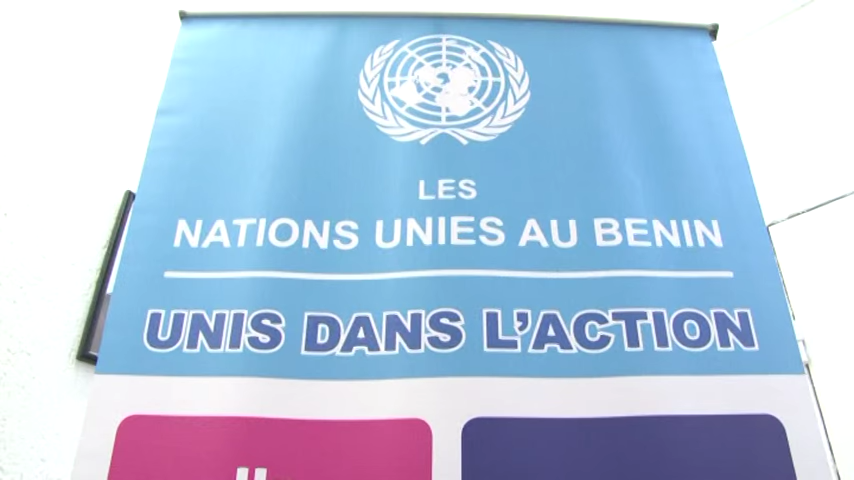 LES
NATIONS UNIES AU BENIN
UNIS DANS L'ACTION